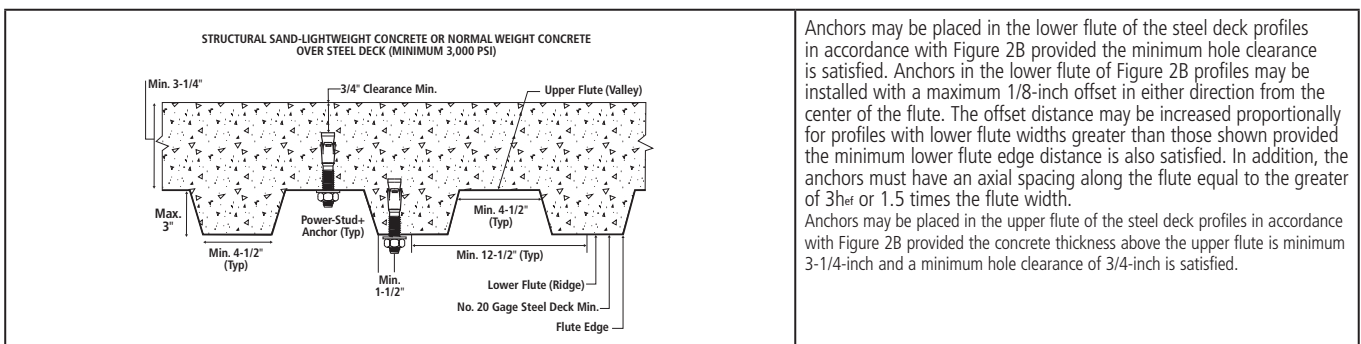 STRUCTURAL SAND-LIGHTWEIGHT CONCRETE OR NORMAL WEIGHT CONCRETE
OVER STEEL DECK (MINIMUM 3,000 PSI)
Min. 3-1/4"
3/4" Clearance Min.
Upper Flute (Valley)
Max.
3"
Min. 4-1/2"
(Typ)
Power-Stud+
Anchor (Typ)
Min.
1-1/2"
Min. 4-1/2"
(Typ)
Min. 12-1/2" (Typ)
Lower Flute (Ridge)
No. 20 Gage Steel Deck Min.
Flute Edge
Anchors may be placed in the lower flute of the steel deck profiles
in accordance with Figure 2B provided the minimum hole clearance
is satisfied. Anchors in the lower flute of Figure 2B profiles may be
installed with a maximum 1/8-inch offset in either direction from the
center of the flute. The offset distance may be increased proportionally
for profiles with lower flute widths greater than those shown provided
the minimum lower flute edge distance is also satisfied. In addition, the
anchors must have an axial spacing along the flute equal to the greater
of 3hef or 1.5 times the flute width.
Anchors may be placed in the upper flute of the steel deck profiles in accordance
with Figure 2B provided the concrete thickness above the upper flute is minimum
3-1/4-inch and a minimum hole clearance of 3/4-inch is satisfied.